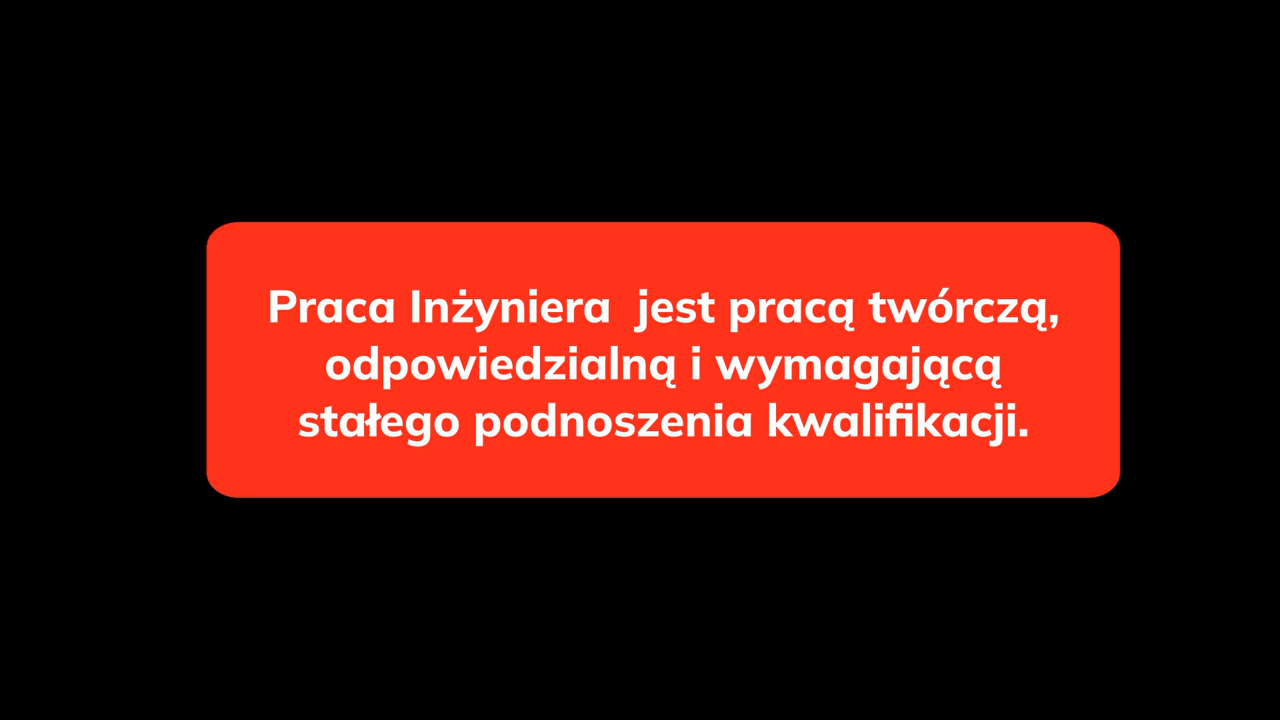 Praca Inżyniera  jest pracą twórczą,
odpowiedzialną i wymagającą
stałego podnoszenia kwalifikacji.